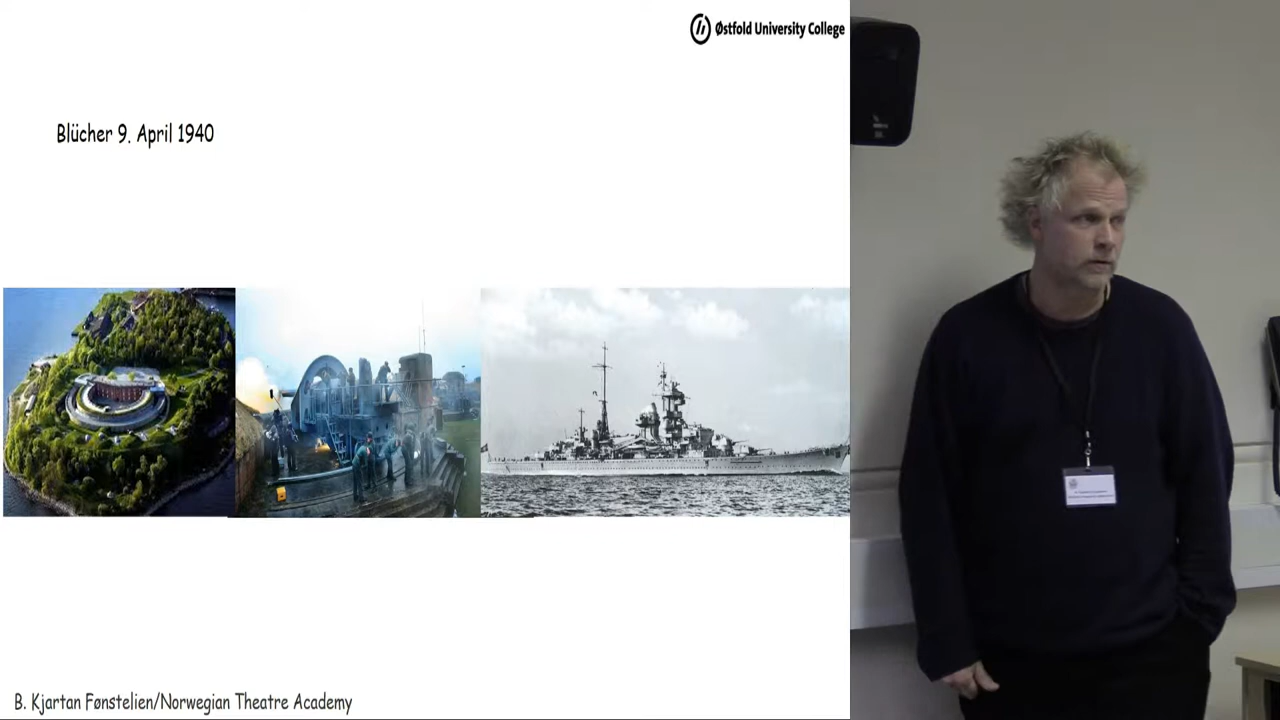 Østfold University College
Blücher 9. April 1940
B. Kjartan Fønstelien/Norwegian Theatre Academy